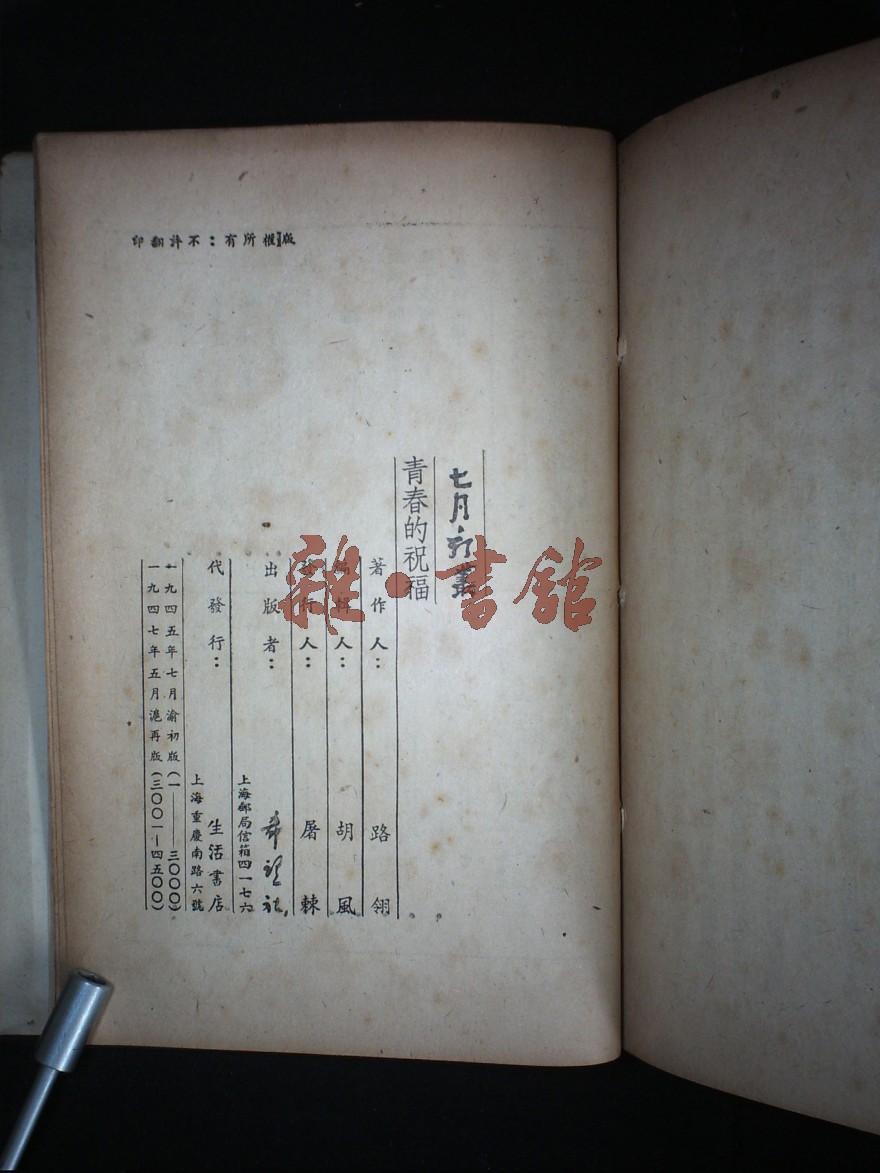 版權所有：不許翻印
七月新叢
青春的祝福
著作人：路翎
編輯人：胡風
發行人：屠棘
出版者：希望社
上海郵局信箱四一七六
代發行：生活書店
上海重慶南路六號
一九四五年七月渝初版（一——三〇〇〇）
一九四七年五月滬再版（三〇〇一—四五〇〇）
雜·書館